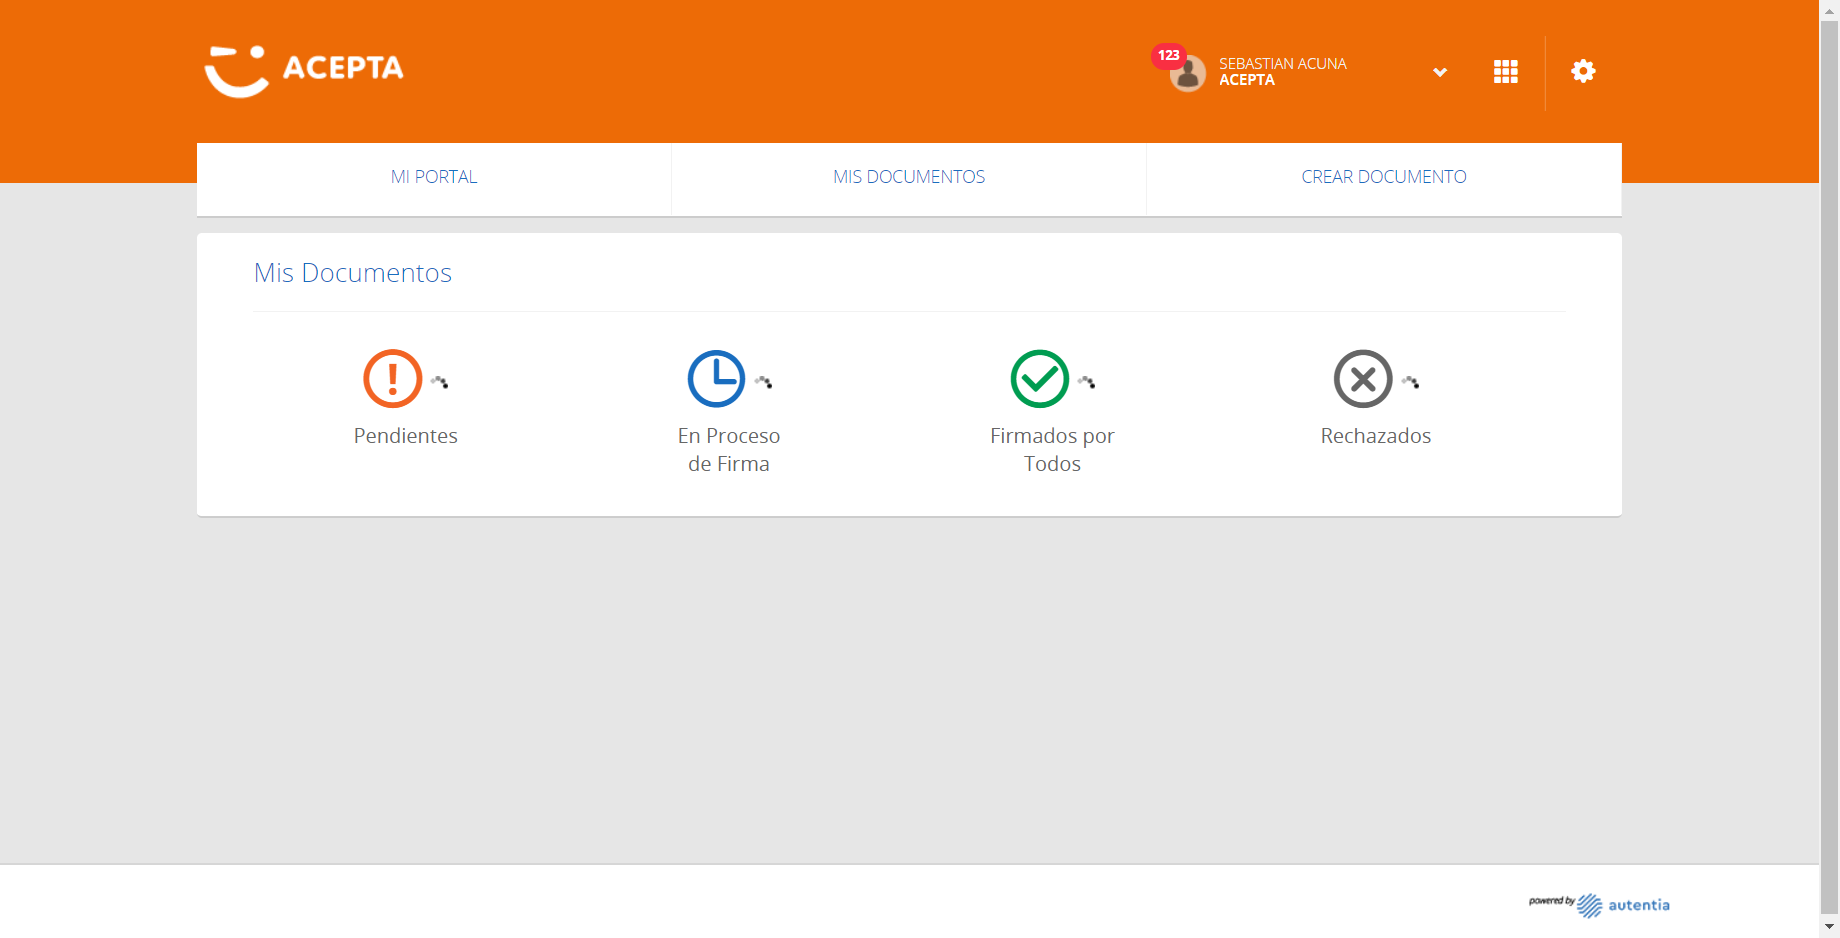 ACEPTA
123
SEBASTIAN ACUNA
ACEPTA
MI PORTAL
MIS DOCUMENTOS
CREAR DOCUMENTO
Mis Documentos
Pendientes
En Proceso
de Firma
Firmados por
Todos
Rechazados
powered by autentia